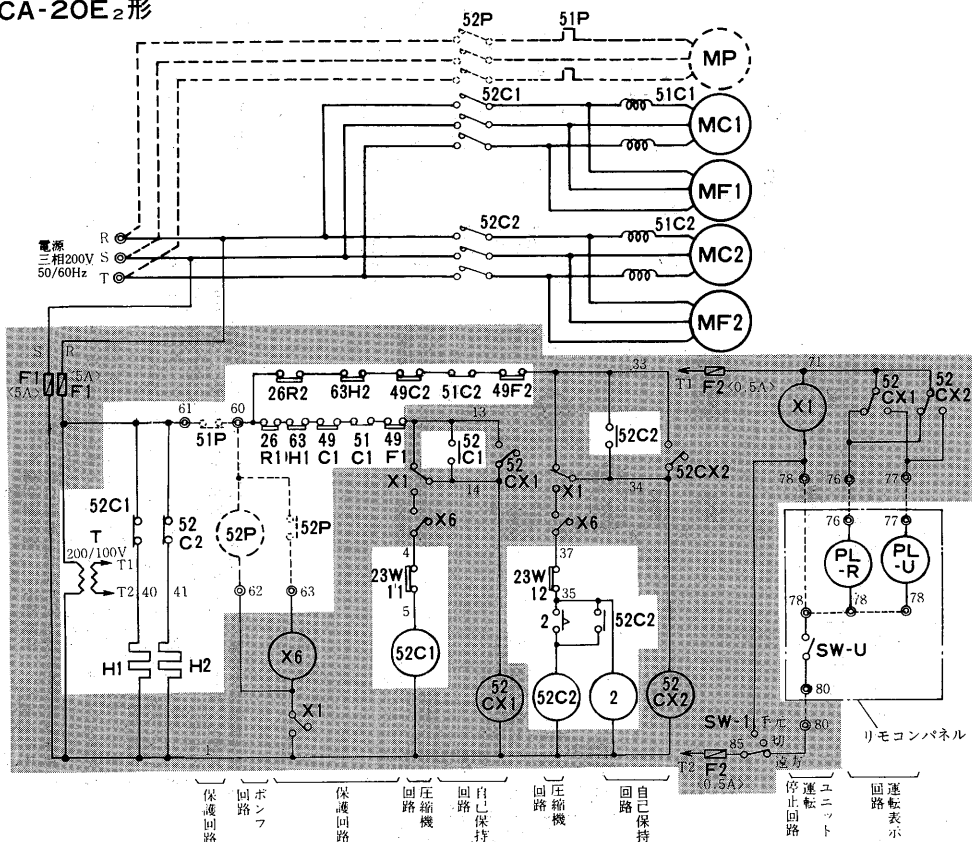 CA-20E₂形
52P
51P
MP
52C1
51C1
MC1
MF1
電源
三相200V
50/60Hz
R
S
T
52C2
51C2
MC2
MF2
S
R
F1
〈5A〉
〈5A〉
F1
26R2
63H2
49C2
51C2
49F2
33
T1
F2〈0.5A〉
71
X1
52
CX1
52
CX2
61
51P
60
26
R1
63
H1
49
C1
51
C1
49
F1
13
52
C1
52
CX1
X1
14
52C2
52CX2
X1
34
78
76
77
52C1
52
C2
52P
52P
X6
X6
T
200/100V
T1
T2
40
41
62
63
4
23W
1 1
5
37
23W
12
35
2
52C2
76
77
PL
-R
PL
-U
78
78
78
H1
H2
X6
52C1
52
CX1
52C2
2
52
CX2
SW-U
80
X1
1
SW-1
手元
切
遠方
80
85
T2
F2
〈0.5A〉
リモコンパネル
保護回路
ポンプ
回路
保護回路
圧縮機
回路
自己保持
回路
圧縮機
回路
自己保持
回路
ユニット
運転
停止回路
運転表示
回路